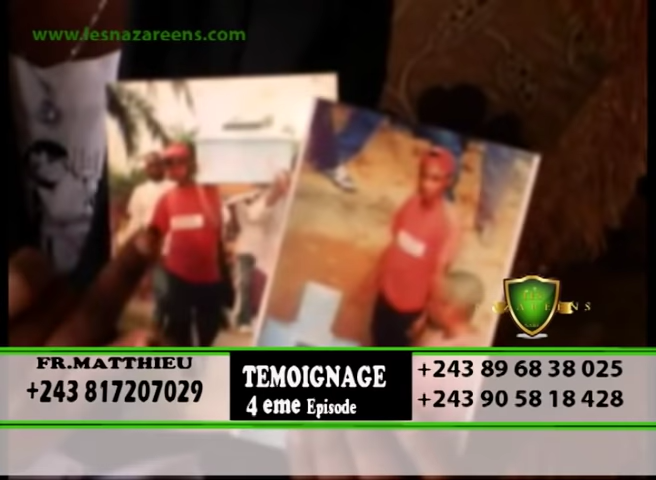 www.lesnazareens.com
FR.MATTHIEU
+243 817207029
TEMOIGNAGE
4 eme Episode
+243 89 68 38 025
+243 90 58 18 428